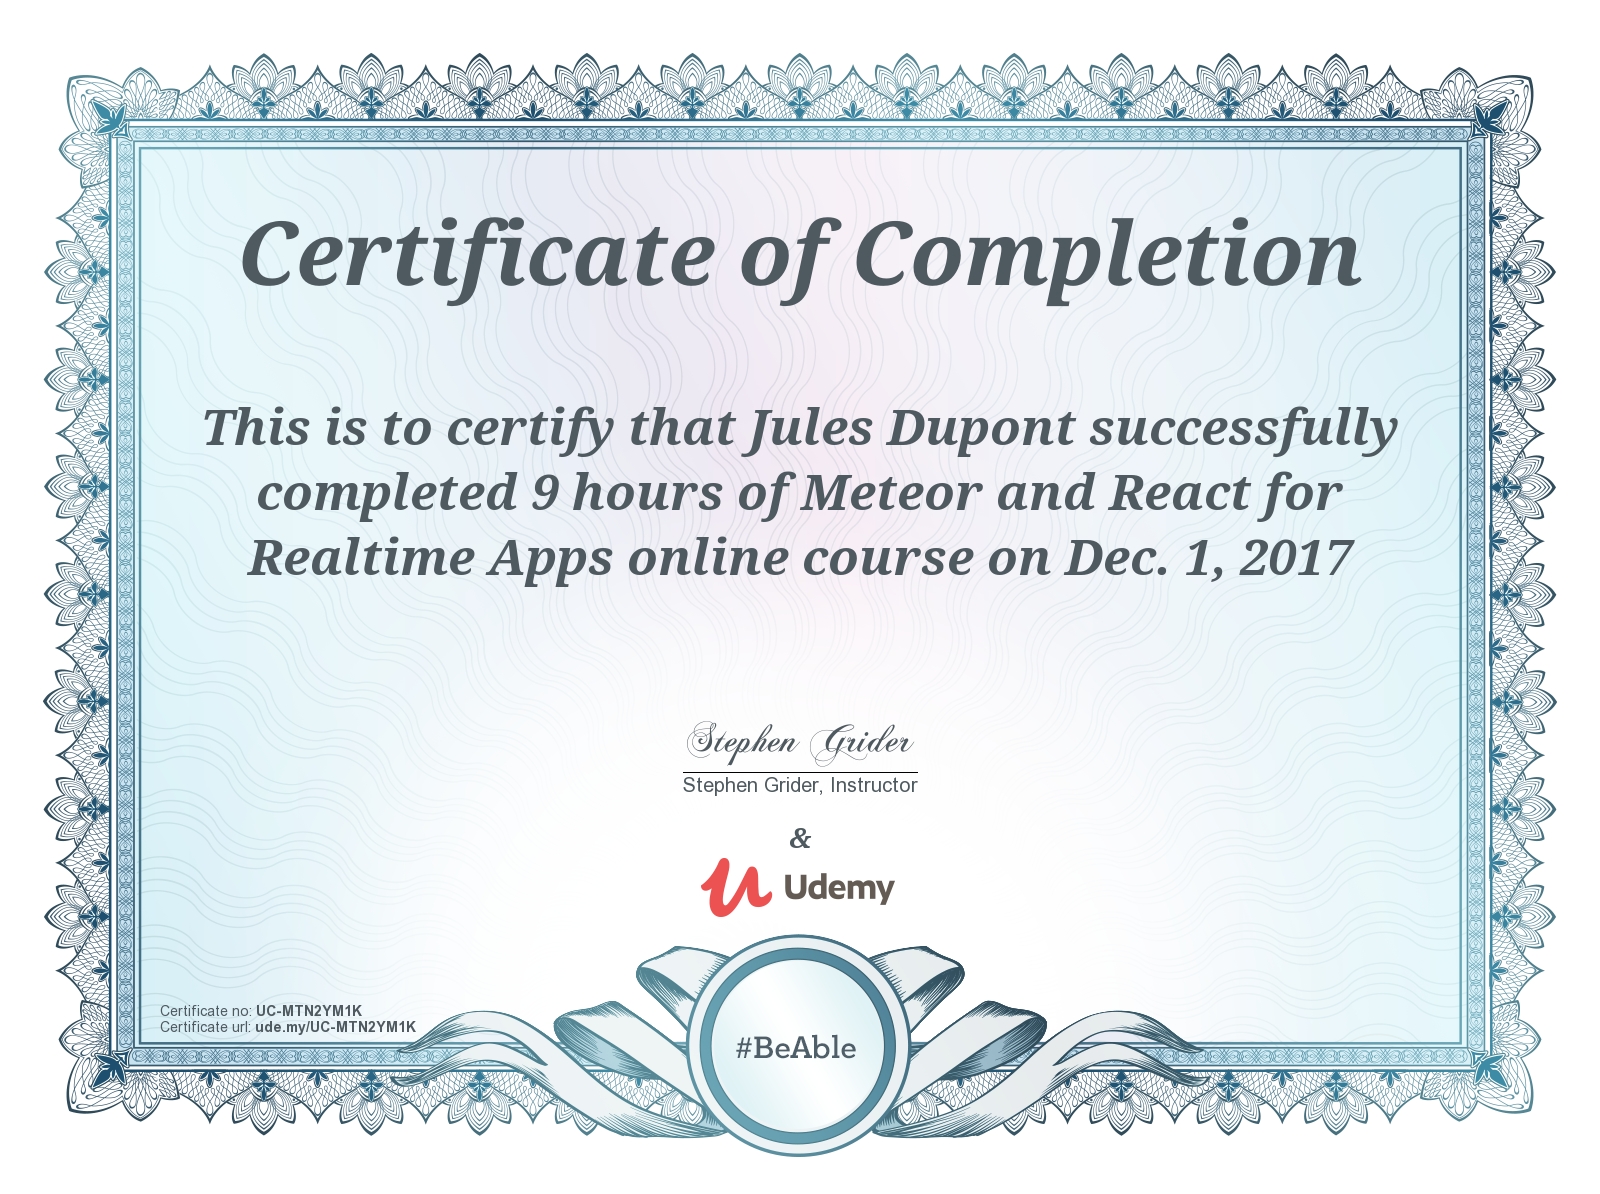 Certificate of Completion
This is to certify that Jules Dupont successfully
completed 9 hours of Meteor and React for
Realtime Apps online course on Dec. 1, 2017
Stephen Grider
Stephen Grider, Instructor
&
Udemy
Certificate no: UC-MTN2YM1K
Certificate url: ude.my/UC-MTN2YM1K
#BeAble